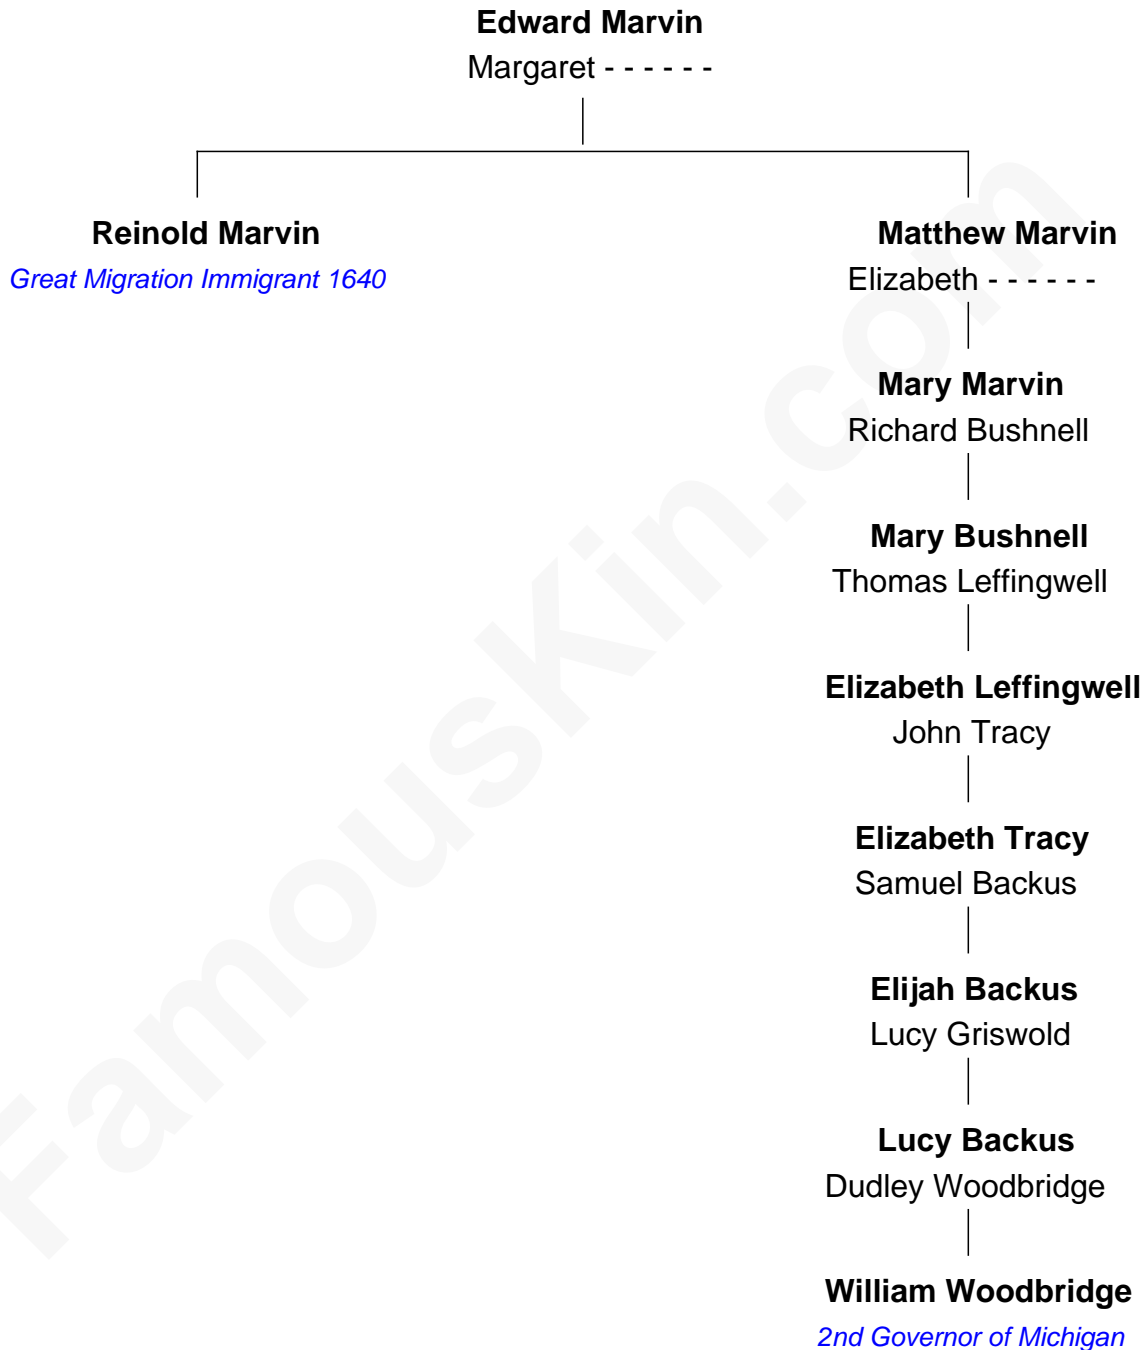 Edward Marvin
Margaret - - - - - -
Reinold Marvin
Great Migration Immigrant 1640
Matthew Marvin
Elizabeth - - - - - -
Mary Marvin
Richard Bushnell
Mary Bushnell
Thomas Leffingwell
Elizabeth Leffingwell
John Tracy
Elizabeth Tracy
Samuel Backus
Elijah Backus
Lucy Griswold
Lucy Backus
Dudley Woodbridge
William Woodbridge
2nd Governor of Michigan
FamousKin.com